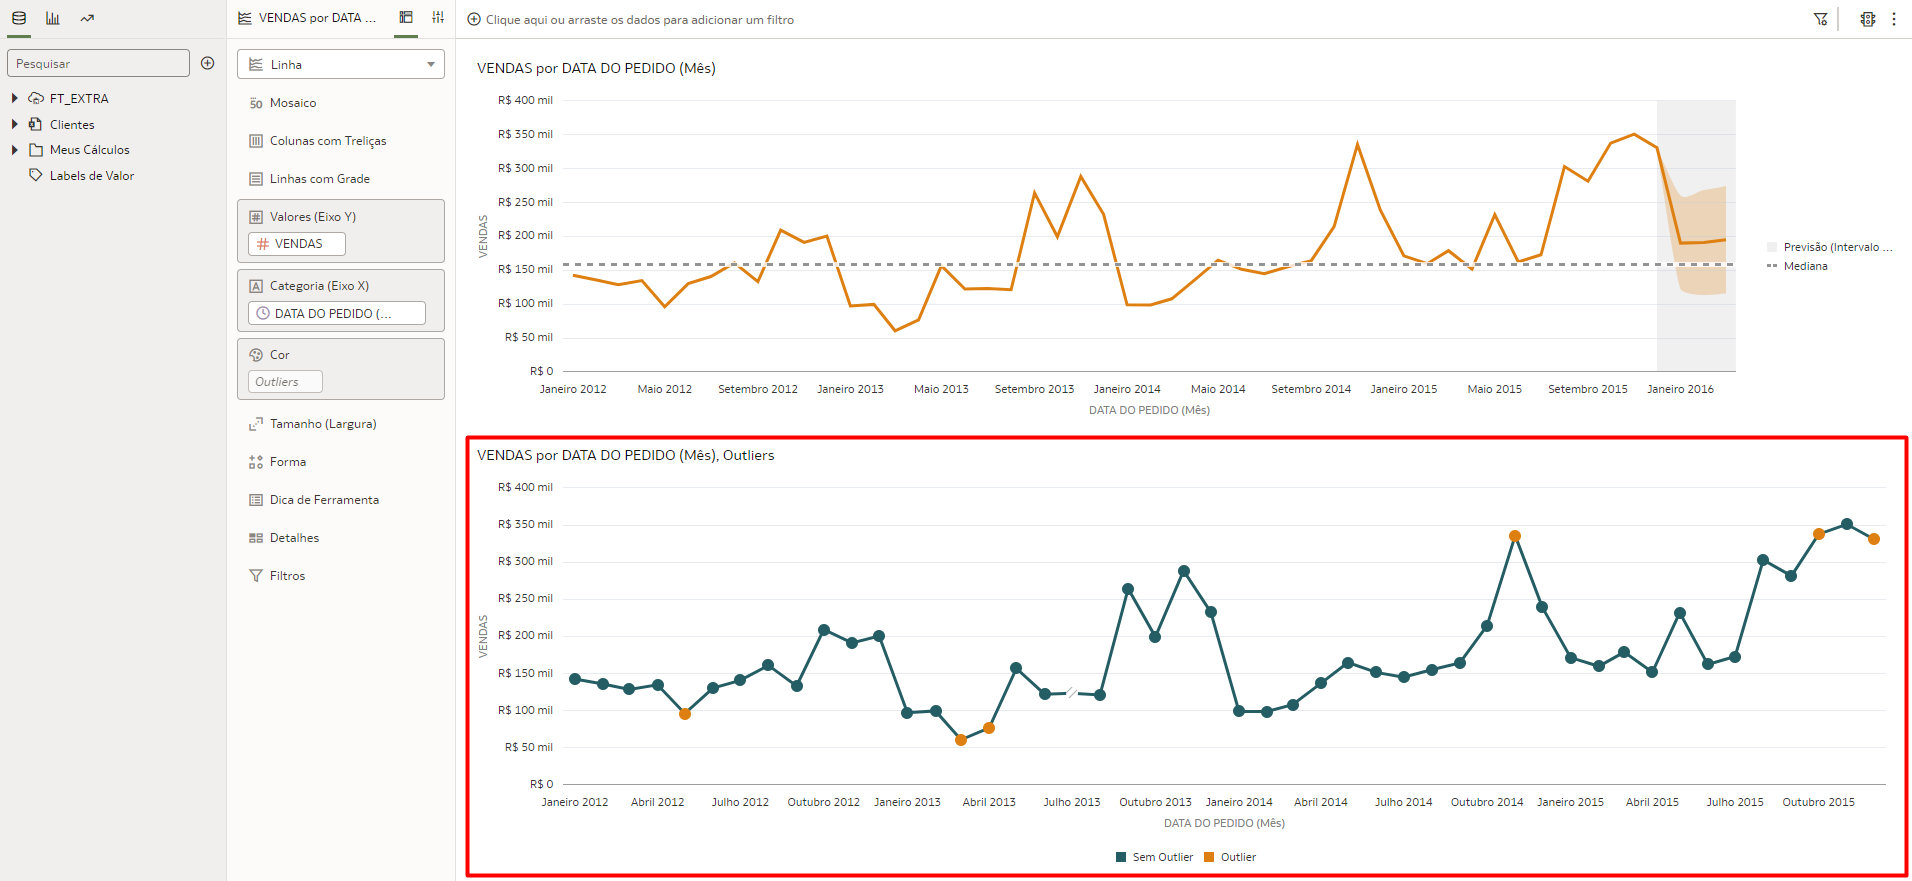 VENDAS por DATA ...
Clique aqui ou arraste os dados para adicionar um filtro
Pesquisar
FT_EXTRA
Clientes
Meus Cálculos
Labels de Valor
Linha
50 Mosaico
Colunas com Treliças
Linhas com Grade
Valores (Eixo Y)
# VENDAS
A Categoria (Eixo X)
DATA DO PEDIDO (...
Cor
Outliers
Tamanho (Largura)
Forma
Dica de Ferramenta
Detalhes
Filtros
VENDAS por DATA DO PEDIDO (Mês)
R$ 400 mil
R$ 350 mil
R$ 300 mil
R$ 250 mil
R$ 200 mil
R$ 150 mil
R$ 100 mil
R$ 50 mil
R$ 0
VENDAS
Janeiro 2012 Maio 2012 Setembro 2012 Janeiro 2013 Maio 2013 Setembro 2013 Janeiro 2014 Maio 2014 Setembro 2014 Janeiro 2015 Maio 2015 Setembro 2015 Janeiro 2016
DATA DO PEDIDO (Mês)
Previsão (Intervalo ...
Mediana
VENDAS por DATA DO PEDIDO (Mês), Outliers
R$ 400 mil
R$ 350 mil
R$ 300 mil
R$ 250 mil
R$ 200 mil
R$ 150 mil
R$ 100 mil
R$ 50 mil
R$ 0
VENDAS
Janeiro 2012 Abril 2012 Julho 2012 Outubro 2012 Janeiro 2013 Abril 2013 Julho 2013 Outubro 2013 Janeiro 2014 Abril 2014 Julho 2014 Outubro 2014 Janeiro 2015 Abril 2015 Julho 2015 Outubro 2015
DATA DO PEDIDO (Mês)
Sem Outlier Outlier